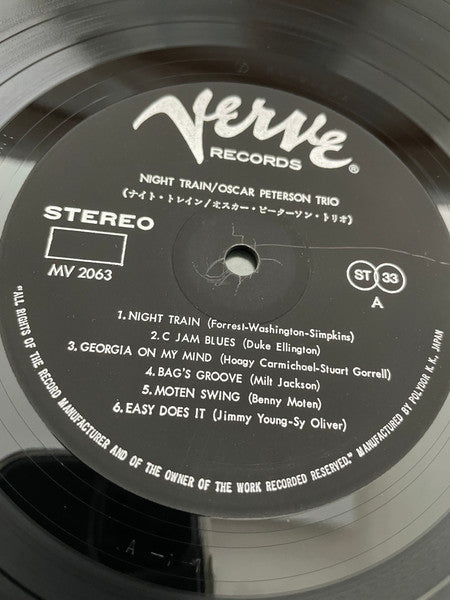 Verve
RECORDS®
NIGHT TRAIN/OSCAR PETERSON TRIO
(ナイト・トレイン/オスカー・ピーターソン・トリオ)
STEREO
MV 2063
ST 33
A
1. NIGHT TRAIN (Forrest-Washington-Simpkins)
2. C JAM BLUES (Duke Ellington)
3. GEORGIA ON MY MIND (Hoagy Carmichael-Stuart Garrell)
4. BAG'S GROOVE (Milt Jackson)
5. MOTEN SWING (Benny Moten)
6. EASY DOES IT (Jimmy Young-Sy Oliver)
"ALL RIGHTS OF THE RECORD MANUFACTURER AND OF THE OWNER OF THE WORK RECORDED RESERVED." MANUFACTURED BY POLYDOR K. K. JAPAN